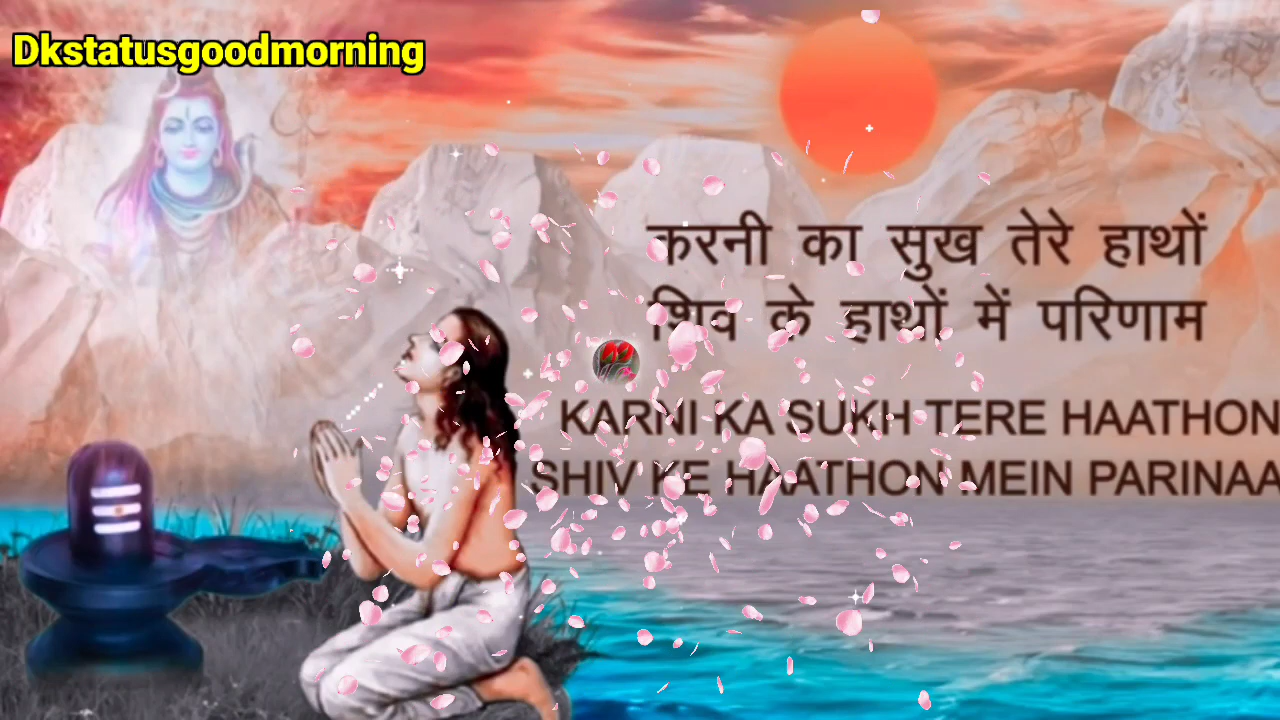 Dkstatusgoodmorning
करनी का सुख तेरे हाथों
शिव के हाथों में परिणाम
KARNI KA SUKH TERE HAATHON
SHIV KE HAATHON MEIN PARINAA